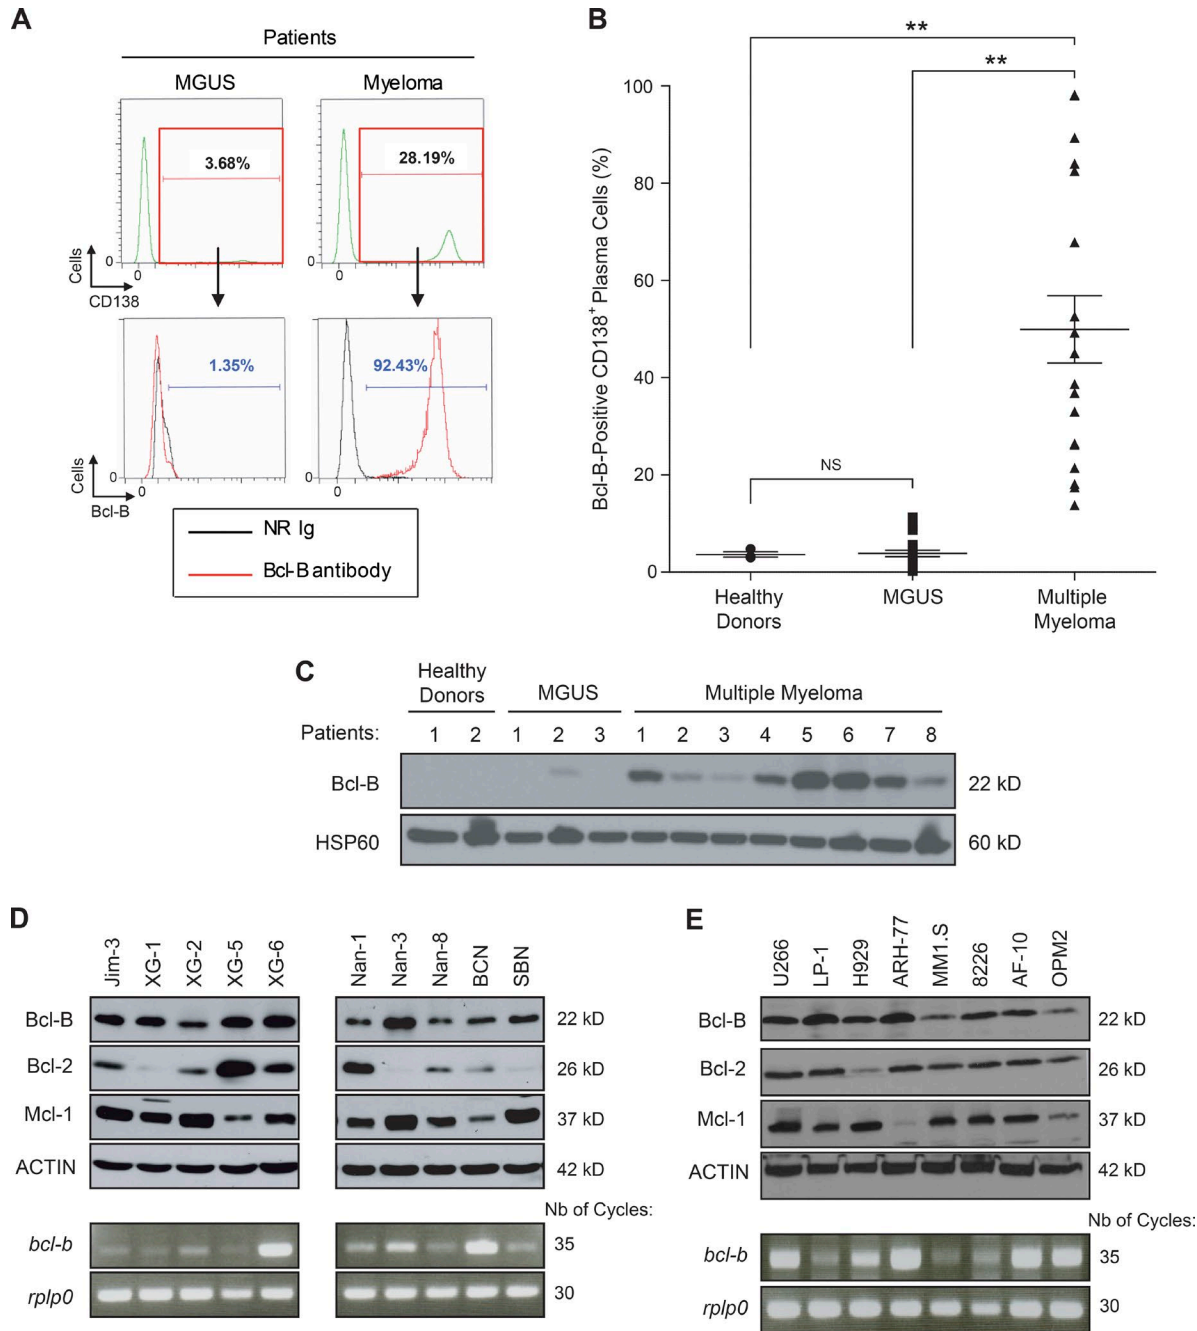 A
Patients
MGUS
Myeloma
3.68%
28.19%
Cells
0
0
CD138
0
0
1.35%
92.43%
Cells
0
0
Bcl-B
0
0
NR Ig
Bcl-B antibody
B
**
**
Bcl-B-Positive CD138+ Plasma Cells (%)
100
80
60
40
20
0
NS
Healthy
Donors
MGUS
Multiple
Myeloma
C
Healthy
Donors
MGUS
Multiple Myeloma
Patients: 1 2 1 2 3 1 2 3 4 5 6 7 8
Bcl-B 22 kD
HSP60 60 kD
D
Jim-3 XG-1 XG-2 XG-5 XG-6 Nan-1 Nan-3 Nan-8 BCN SBN
Bcl-B 22 kD
Bcl-2 26 kD
Mcl-1 37 kD
ACTIN 42 kD
Nb of Cycles:
bcl-b 35
rplp0 30
E
U266 LP-1 H929 ARH-77 MM1.S 8226 AF-10 OPM2
Bcl-B 22 kD
Bcl-2 26 kD
Mcl-1 37 kD
ACTIN 42 kD
Nb of Cycles:
bcl-b 35
rplp0 30